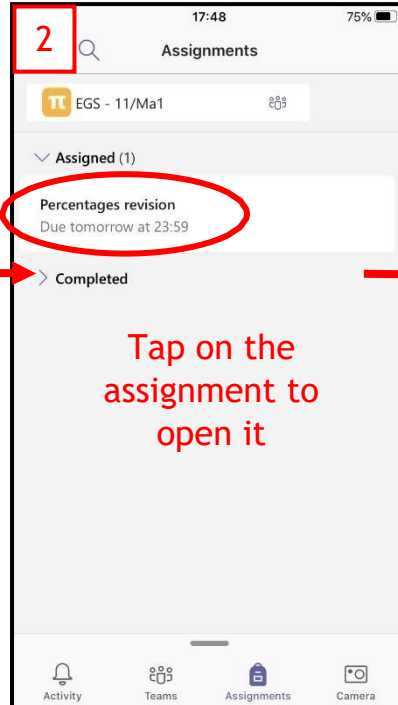 2
17:48
75%
Assignments
π EGS - 11/Ma1
Assigned (1)
Percentages revision
Due tomorrow at 23:59
Completed
Tap on the
assignment to
open it
Activity Teams Assignments Camera